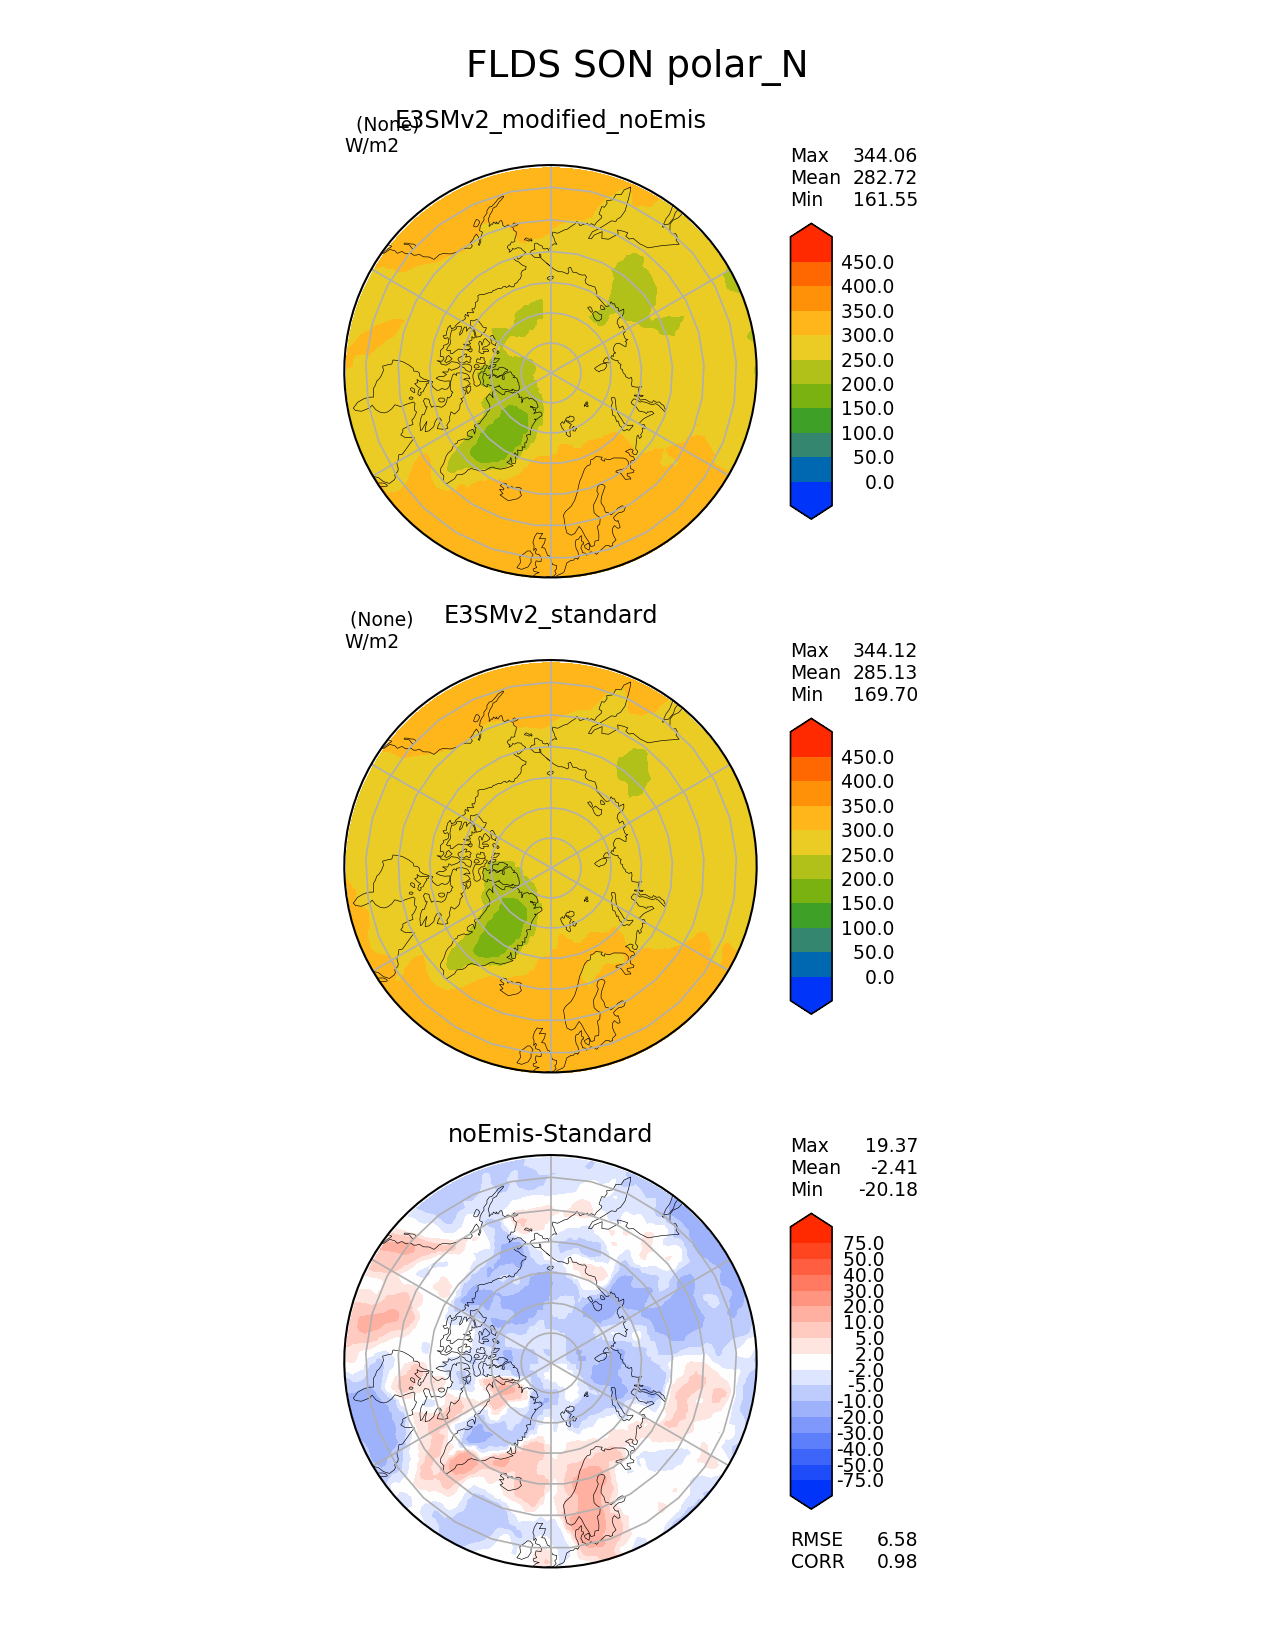 FLDS SON polar_N
(None)
E3SMv2_modified_noEmis
W/m2
Max 344.06
Mean 282.72
Min 161.55
450.0
400.0
350.0
300.0
250.0
200.0
150.0
100.0
50.0
0.0
(None)
E3SMv2_standard
W/m2
Max 344.12
Mean 285.13
Min 169.70
450.0
400.0
350.0
300.0
250.0
200.0
150.0
100.0
50.0
0.0
noEmis-Standard
Max 19.37
Mean -2.41
Min -20.18
75.0
50.0
40.0
30.0
20.0
10.0
5.0
2.0
-2.0
-5.0
-10.0
-20.0
-30.0
-40.0
-50.0
-75.0
RMSE 6.58
CORR 0.98